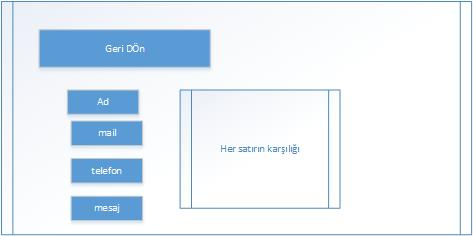 Geri DÖn
Ad
mail
Her satırın karşılığı
telefon
mesaj